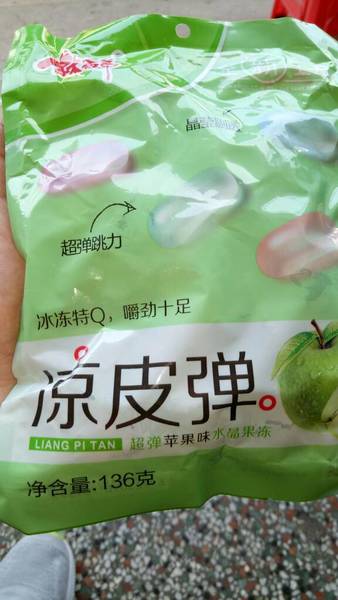 超弹跳力
冰冻特Q，嚼劲十足
凉皮弹
LIANG PI TAN
超弹苹果味水晶果冻
净含量:136克